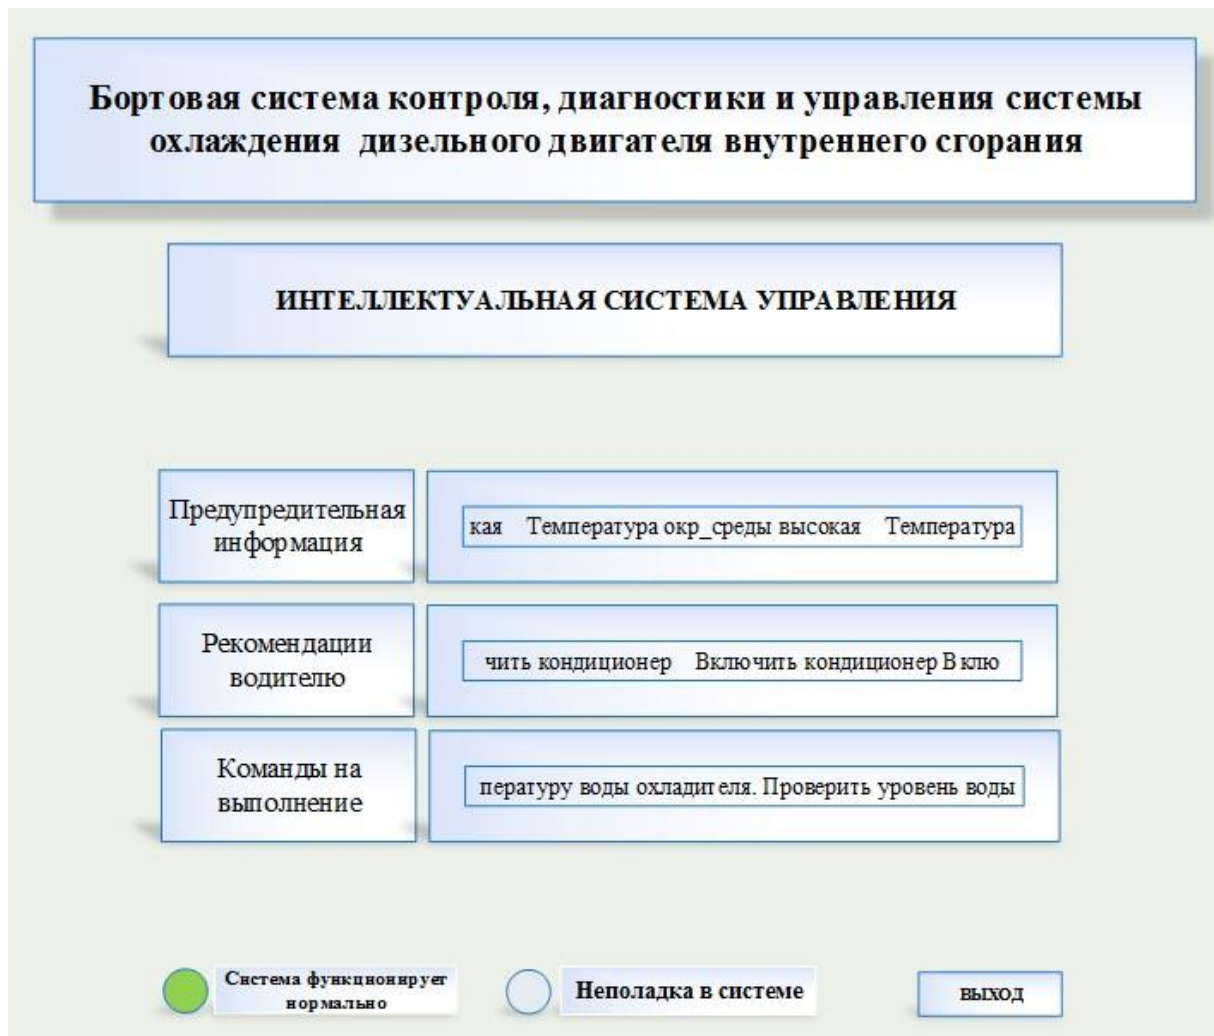 Бортовая система контроля, диагностики и управления системы
охлаждения дизельного двигателя внутреннего сгорания
ИНТЕЛЛЕКТУАЛЬНАЯ СИСТЕМА УПРАВЛЕНИЯ
Предупредительная
информация
кая Температура окр_среды высокая Температура
Рекомендации
водителю
чить кондиционер Включить кондиционер Вклю
Команды на
выполнение
пературу воды охладителя. Проверить уровень воды
Система функционирует
нормально
Неполадка в системе
выход